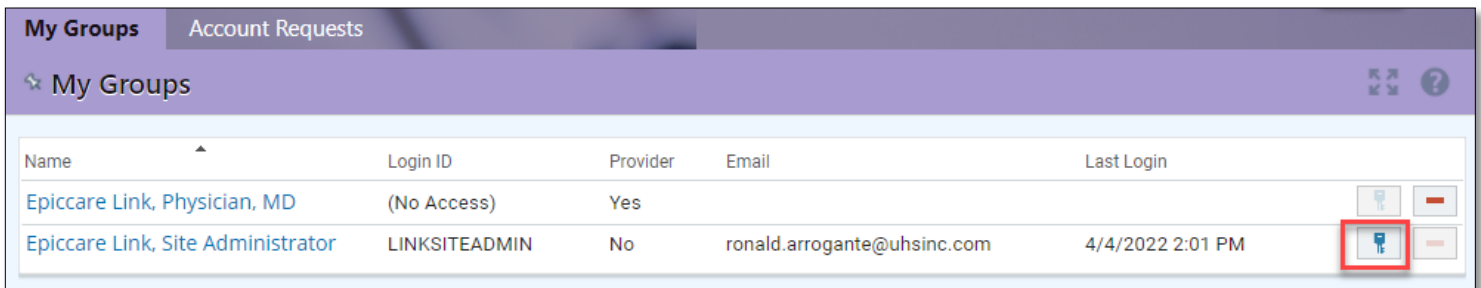 My Groups Account Requests
My Groups
Name Login ID Provider Email Last Login
Epiccare Link, Physician, MD (No Access) Yes
Epiccare Link, Site Administrator LINKSITEADMIN No ronald.arrogante@uhsinc.com 4/4/2022 2:01 PM